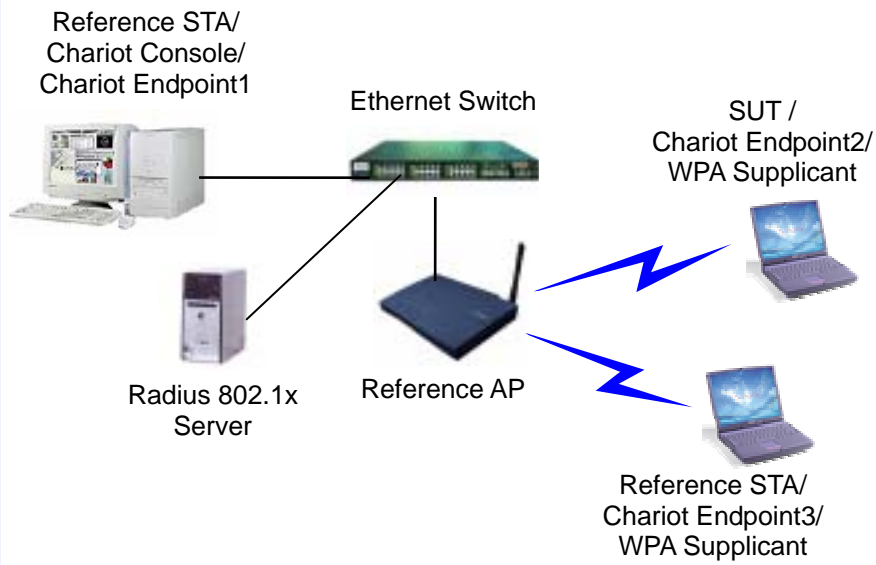 Reference STA/
Chariot Console/
Chariot Endpoint1
Ethernet Switch
SUT /
Chariot Endpoint2/
WPA Supplicant
Radius 802.1x
Server
Reference AP
Reference STA/
Chariot Endpoint3/
WPA Supplicant